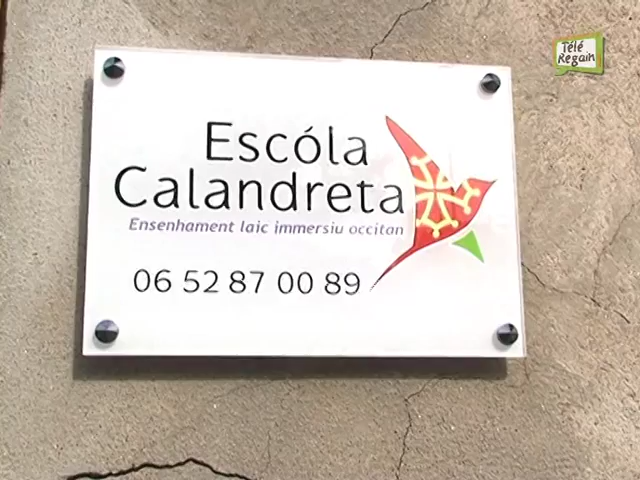 Télé
Regain
Escóla
Calandreta
Ensenhament laic immersiu occitan
06 52 87 00 89